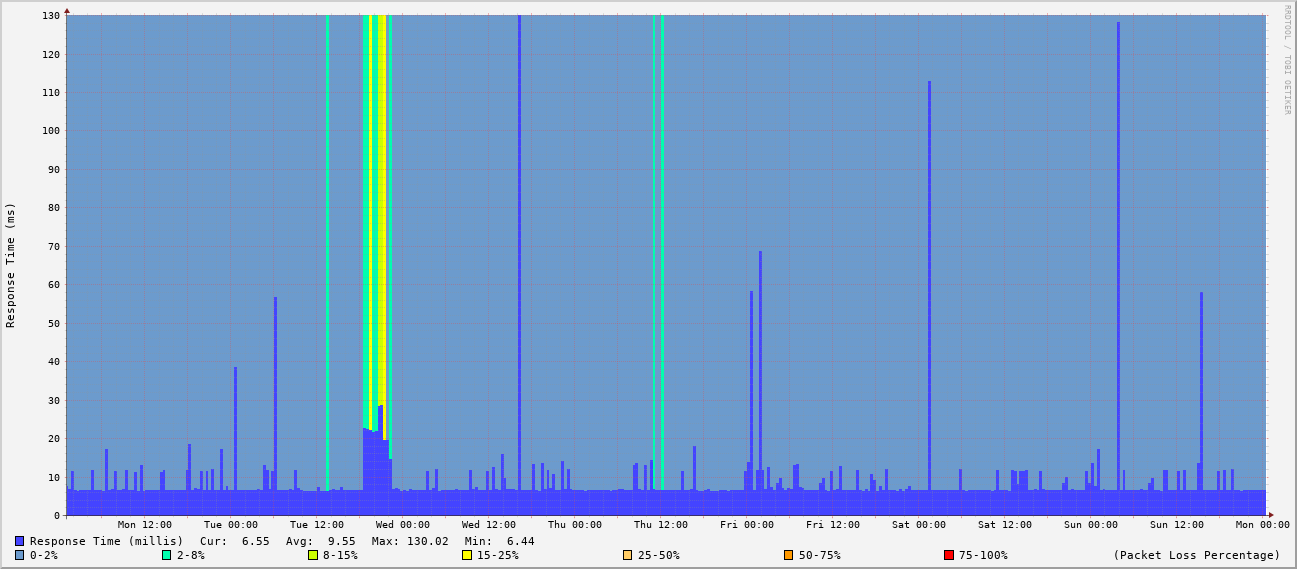 RRDTOOL / TOBI OETIKER
Response Time (ms)
130
120
110
100
90
80
70
60
50
40
30
20
10
0
Mon 12:00 Tue 00:00 Tue 12:00 Wed 00:00 Wed 12:00 Thu 00:00 Thu 12:00 Fri 00:00 Fri 12:00 Sat 00:00 Sat 12:00 Sun 00:00 Sun 12:00 Mon 00:00
Response Time (millis) Cur: 6.55 Avg: 9.55 Max: 130.02 Min: 6.44
0-2% 2-8% 8-15% 15-25% 25-50% 50-75% 75-100% (Packet Loss Percentage)